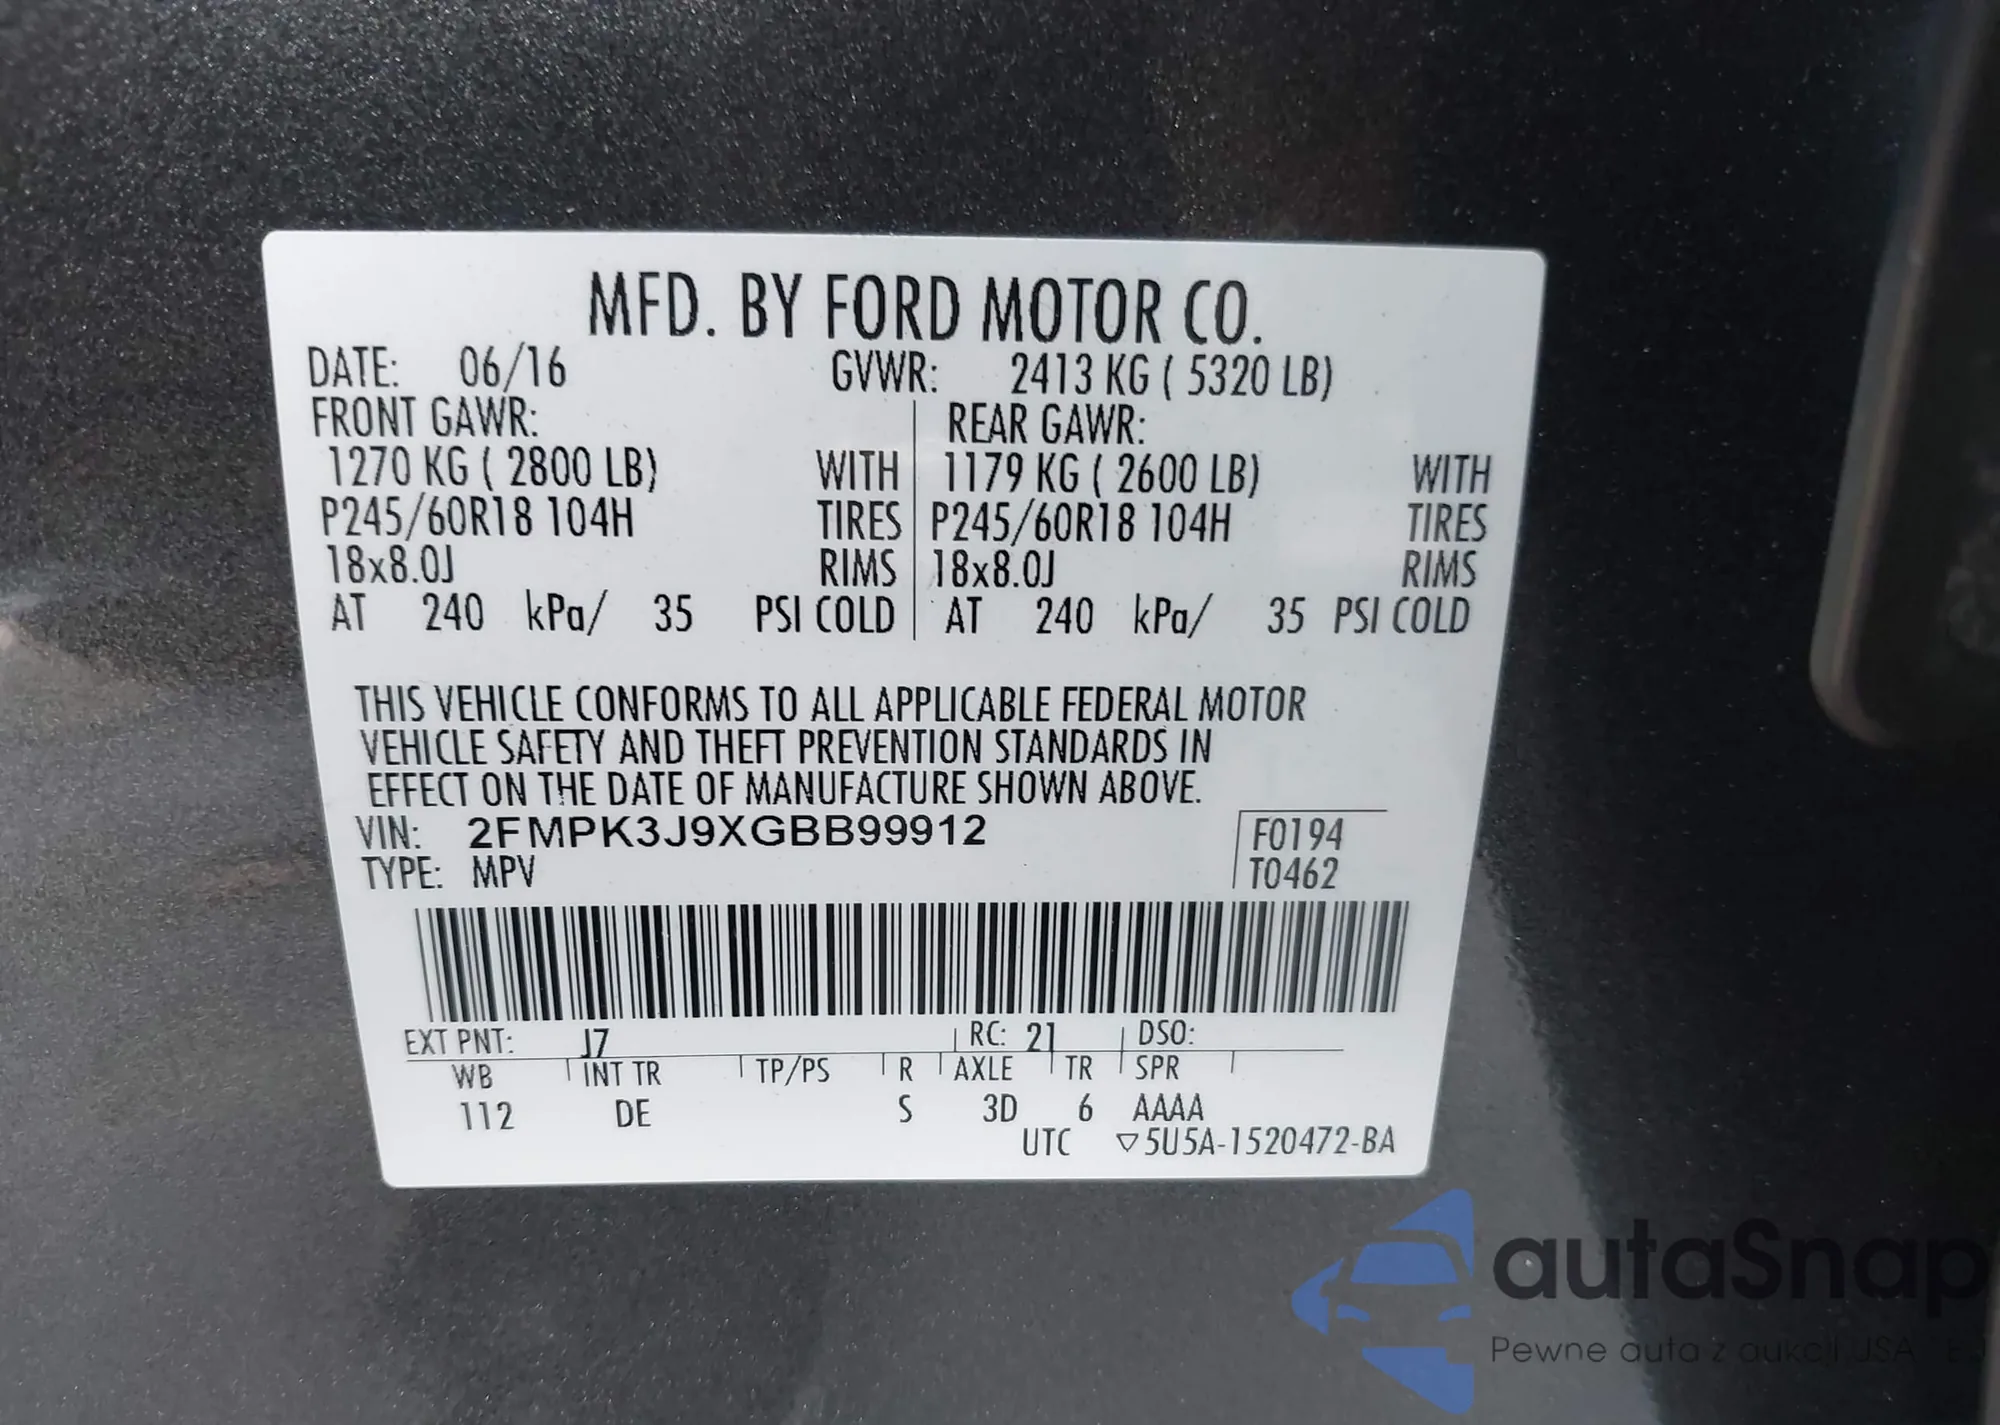 MFD. BY FORD MOTOR CO.
DATE: 06/16 GVWR: 2413 KG ( 5320 LB)
FRONT GAWR: REAR GAWR:
1270 KG ( 2800 LB) WITH 1179 KG ( 2600 LB) WITH
P245/60R18 104H TIRES P245/60R18 104H TIRES
18x8.0J RIMS 18x8.0J RIMS
AT 240 kPa/ 35 PSI COLD AT 240 kPa/ 35 PSI COLD
THIS VEHICLE CONFORMS TO ALL APPLICABLE FEDERAL MOTOR
VEHICLE SAFETY AND THEFT PREVENTION STANDARDS IN
EFFECT ON THE DATE OF MANUFACTURE SHOWN ABOVE.
VIN: 2FMPK3J9XGBB99912 F0194
TYPE: MPV T0462
EXT PNT: J7 RC: 21 DSO:
WB INT TR TP/PS R AXLE TR SPR
112 DE S 3D 6 AAAA
UTC ▽5U5A-1520472-BA
autaSnap
Pewne auta z aukcji USA